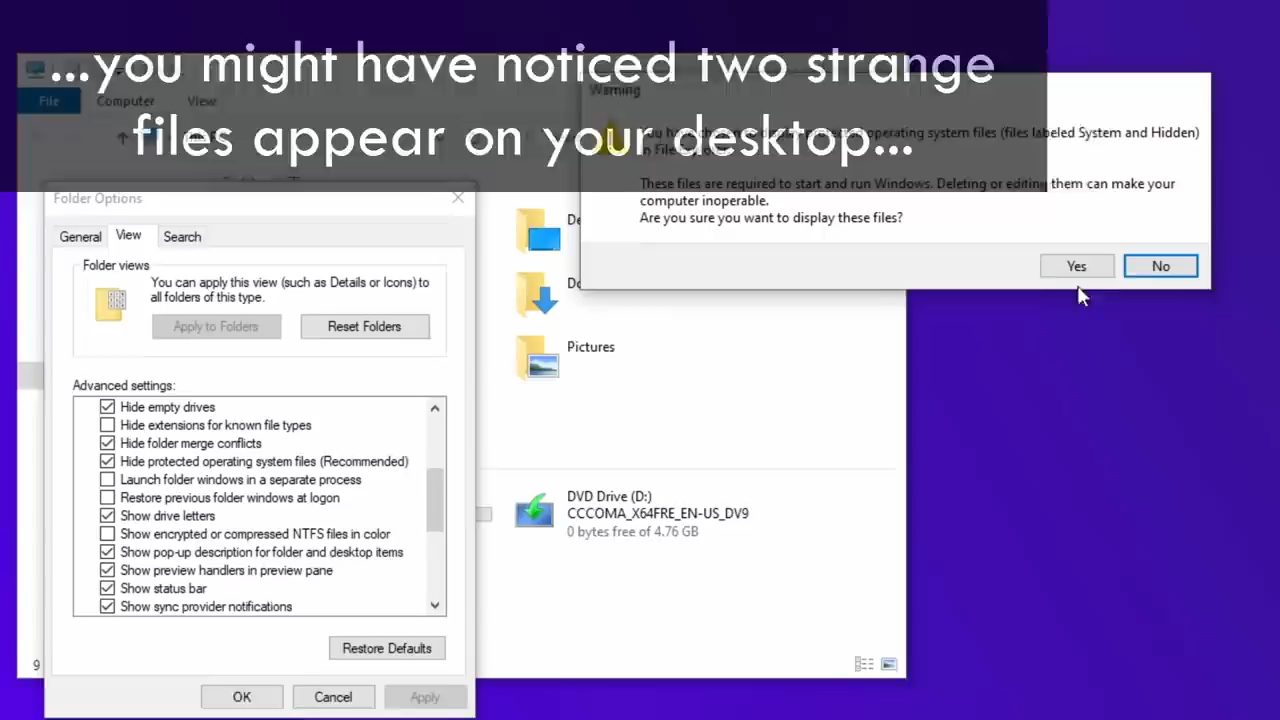 ...you might have noticed two strange
files appear on your desktop...
File
Computer
View
Warning
operating system files (files labeled System and Hidden)
These files are required to start and run Windows. Deleting or editing them can make your
computer inoperable.
Are you sure you want to display these files?
Yes
No
Folder Options
General
View
Search
Folder views
You can apply this view (such as Details or Icons) to
all folders of this type.
Apply to Folders
Reset Folders
Advanced settings:
Hide empty drives
Hide extensions for known file types
Hide folder merge conflicts
Hide protected operating system files (Recommended)
Launch folder windows in a separate process
Restore previous folder windows at logon
Show drive letters
Show encrypted or compressed NTFS files in color
Show pop-up description for folder and desktop items
Show preview handlers in preview pane
Show status bar
Show sync provider notifications
Restore Defaults
OK
Cancel
Apply
De
Do
Pictures
DVD Drive (D:)
CCCOMA_X64FRE_EN-US_DV9
0 bytes free of 4.76 GB
9